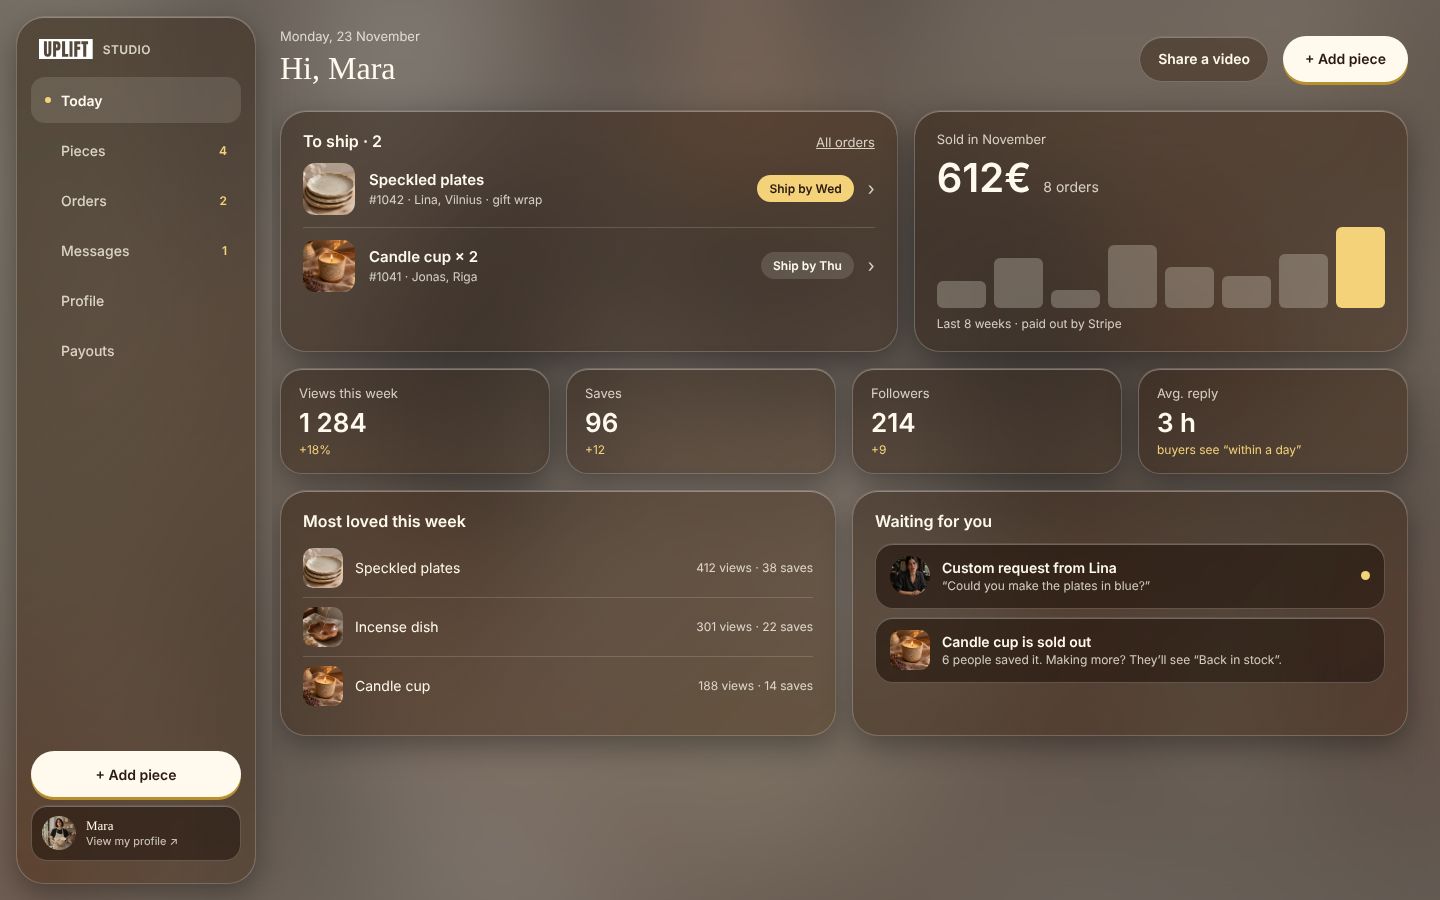 UPLIFT STUDIO
Today
Pieces 4
Orders 2
Messages 1
Profile
Payouts
+ Add piece
Mara
View my profile ↗
Monday, 23 November
Hi, Mara
Share a video
+ Add piece
To ship · 2
All orders
Speckled plates
#1042 · Lina, Vilnius · gift wrap
Ship by Wed ›
Candle cup × 2
#1041 · Jonas, Riga
Ship by Thu ›
Sold in November
612€ 8 orders
Last 8 weeks · paid out by Stripe
Views this week
1 284
+18%
Saves
96
+12
Followers
214
+9
Avg. reply
3 h
buyers see “within a day”
Most loved this week
Speckled plates 412 views · 38 saves
Incense dish 301 views · 22 saves
Candle cup 188 views · 14 saves
Waiting for you
Custom request from Lina
“Could you make the plates in blue?”
Candle cup is sold out
6 people saved it. Making more? They’ll see “Back in stock”.